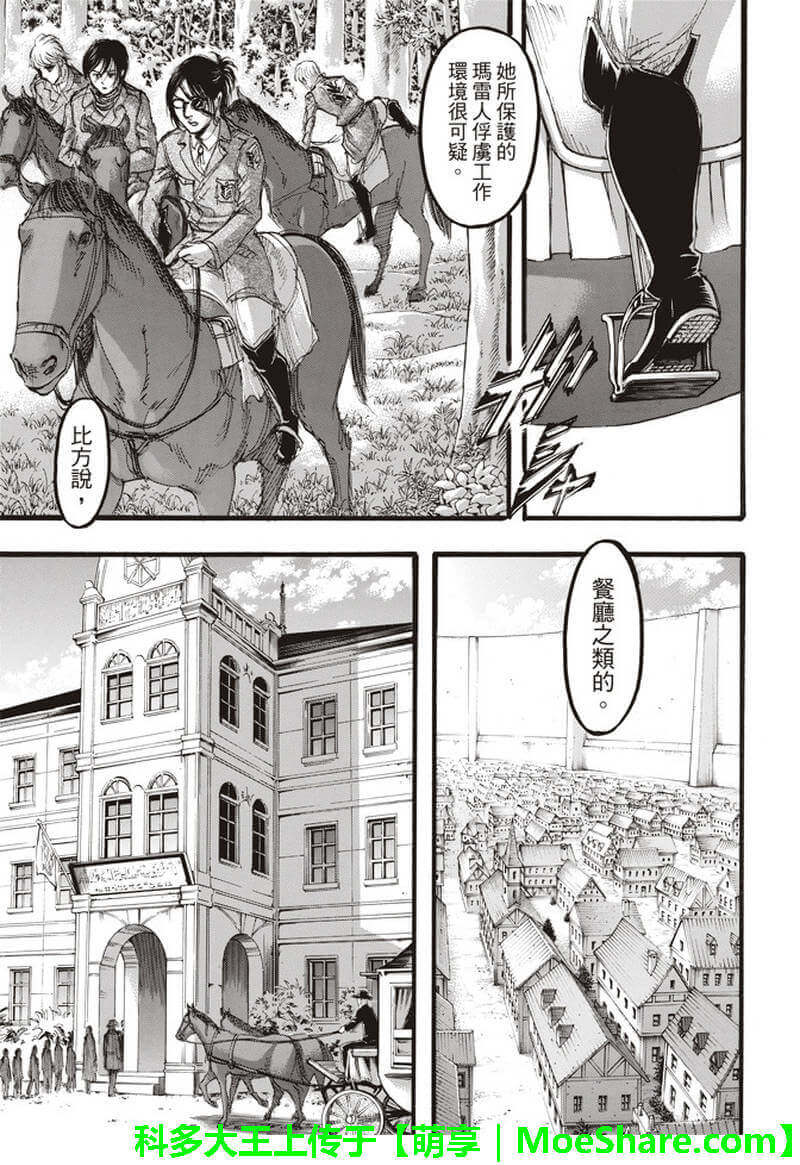 她所保護的
瑪雷人俘虜工作
環境很可疑。
比方說，
餐廳之類的。
科多大王上传于【萌享】| MoeShare.com】